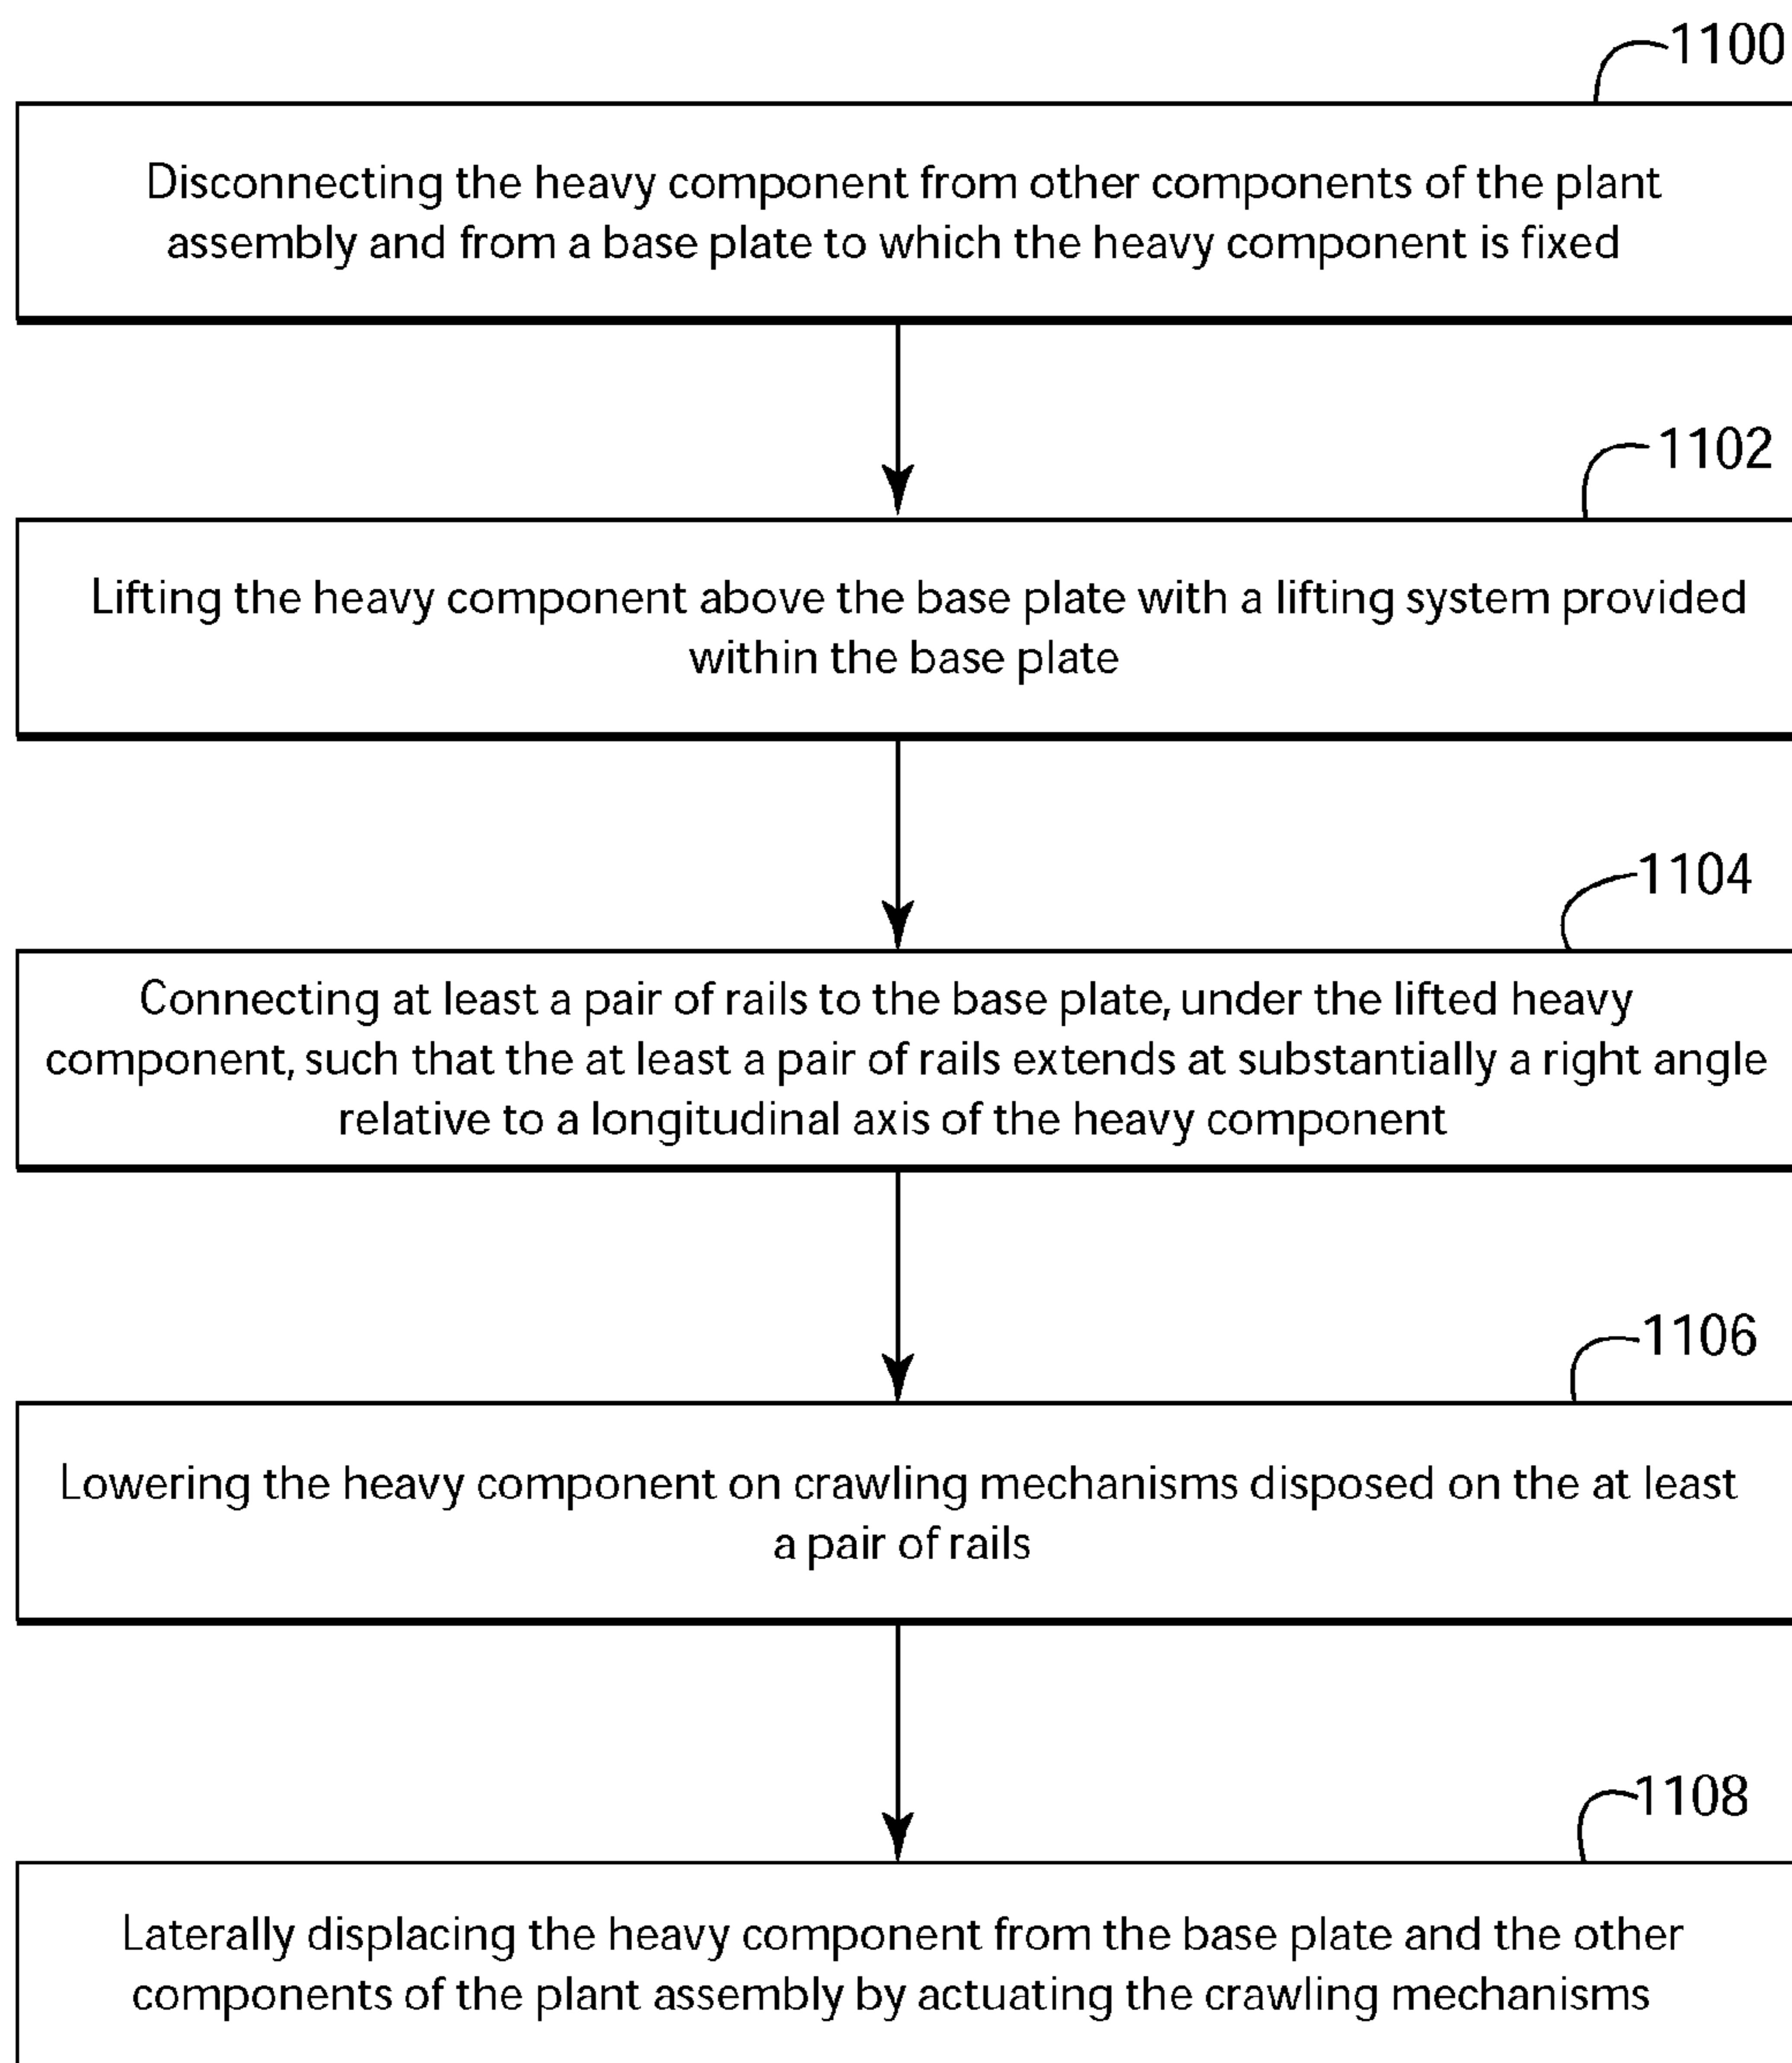 1100
Disconnecting the heavy component from other components of the plant
assembly and from a base plate to which the heavy component is fixed
1102
Lifting the heavy component above the base plate with a lifting system provided
within the base plate
1104
Connecting at least a pair of rails to the base plate, under the lifted heavy
component, such that the at least a pair of rails extends at substantially a right angle
relative to a longitudinal axis of the heavy component
1106
Lowering the heavy component on crawling mechanisms disposed on the at least
a pair of rails
1108
Laterally displacing the heavy component from the base plate and the other
components of the plant assembly by actuating the crawling mechanisms